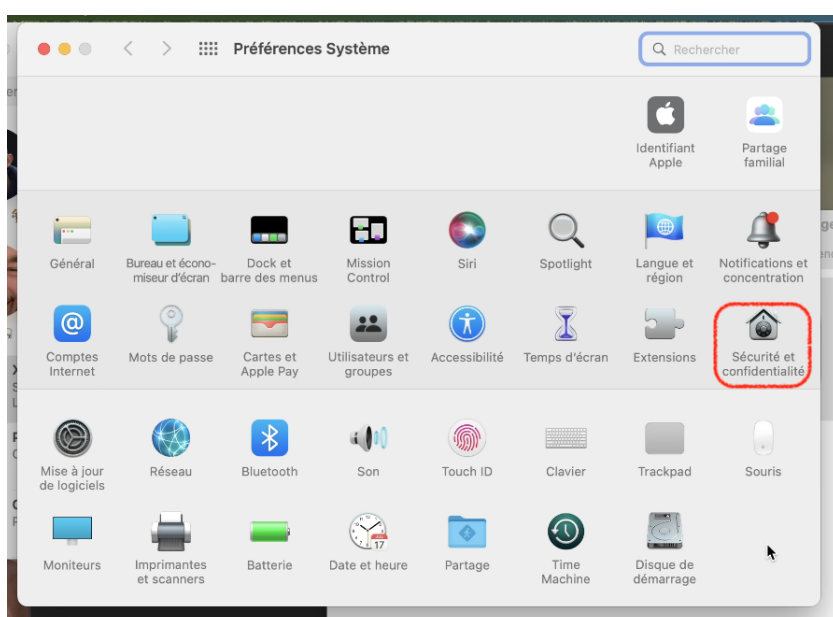 Préférences Système
Rechercher
Identifiant
Apple
Partage
familial
Général
Bureau et écono-
miseur d'écran
Dock et
barre des menus
Mission
Control
Siri
Spotlight
Langue et
région
Notifications et
concentration
Comptes
Internet
Mots de passe
Cartes et
Apple Pay
Utilisateurs et
groupes
Accessibilité
Temps d'écran
Extensions
Sécurité et
confidentialité
Mise à jour
de logiciels
Réseau
Bluetooth
Son
Touch ID
Clavier
Trackpad
Souris
Moniteurs
Imprimantes
et scanners
Batterie
17
Date et heure
Partage
Time
Machine
Disque de
démarrage